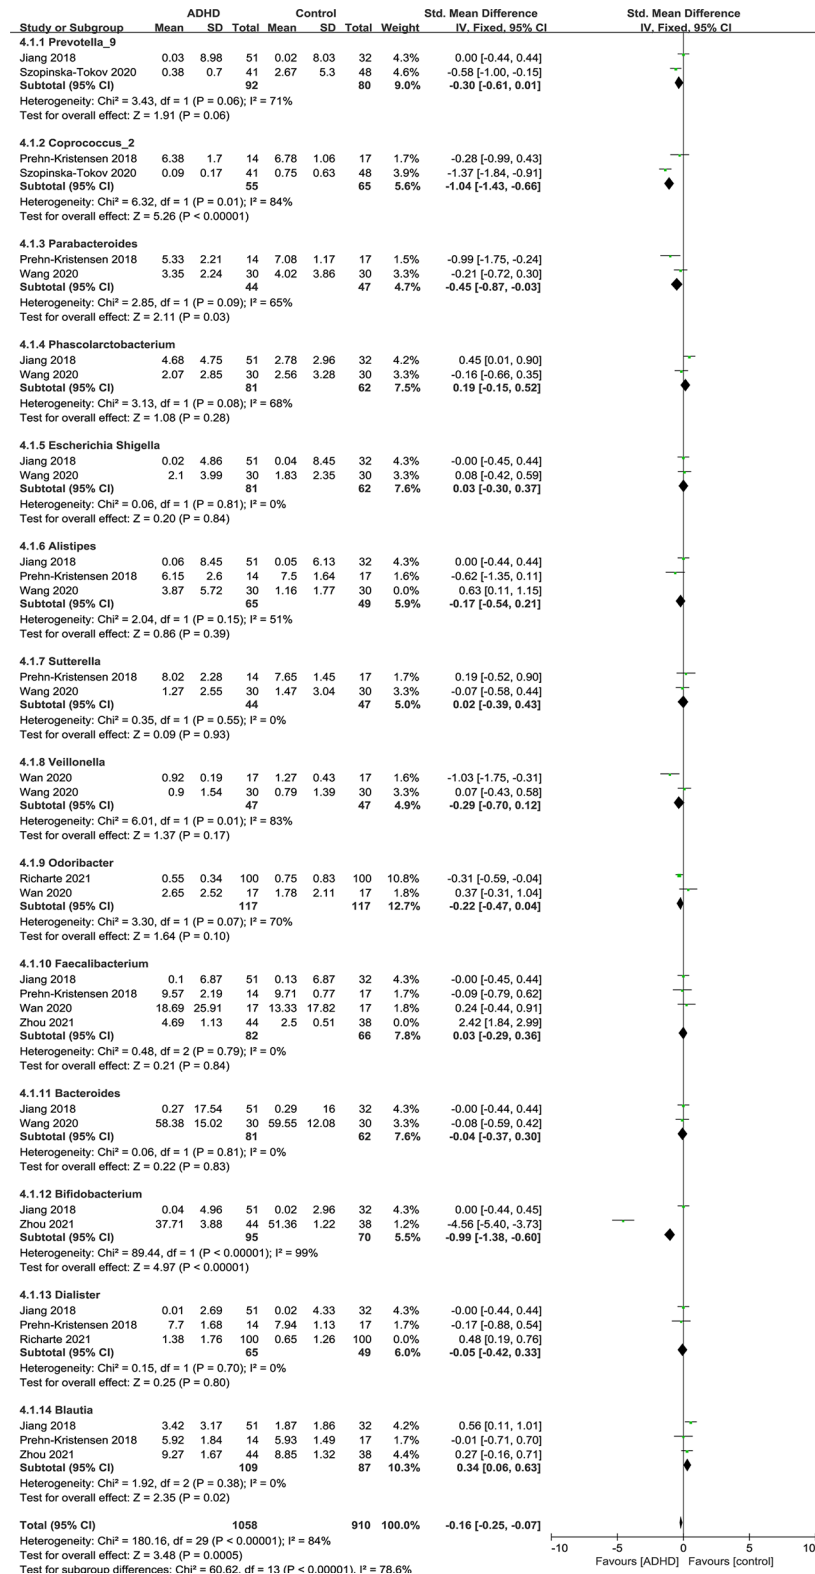 ADHD Control Std. Mean Difference Std. Mean Difference
Study or Subgroup Mean SD Total Mean SD Total Weight IV, Fixed, 95% CI IV, Fixed, 95% CI
4.1.1 Prevotella_9
Jiang 2018 0.03 8.98 51 0.02 8.03 32 4.3% 0.00 [-0.44, 0.44]
Szopinska-Tokov 2020 0.38 0.7 41 2.67 5.3 48 4.6% -0.58 [-1.00, -0.15]
Subtotal (95% CI) 92 80 9.0% -0.30 [-0.61, 0.01]
Heterogeneity: Chi² = 3.43, df = 1 (P = 0.06); I² = 71%
Test for overall effect: Z = 1.91 (P = 0.06)
4.1.2 Coprococcus_2
Prehn-Kristensen 2018 6.38 1.7 14 6.78 1.06 17 1.7% -0.28 [-0.99, 0.43]
Szopinska-Tokov 2020 0.09 0.17 41 0.75 0.63 48 3.9% -1.37 [-1.84, -0.91]
Subtotal (95% CI) 55 65 5.6% -1.04 [-1.43, -0.66]
Heterogeneity: Chi² = 6.32, df = 1 (P = 0.01); I² = 84%
Test for overall effect: Z = 5.26 (P < 0.00001)
4.1.3 Parabacteroides
Prehn-Kristensen 2018 5.33 2.21 14 7.08 1.17 17 1.5% -0.99 [-1.75, -0.24]
Wang 2020 3.35 2.24 30 4.02 3.86 30 3.3% -0.21 [-0.72, 0.30]
Subtotal (95% CI) 44 47 4.7% -0.45 [-0.87, -0.03]
Heterogeneity: Chi² = 2.85, df = 1 (P = 0.09); I² = 65%
Test for overall effect: Z = 2.11 (P = 0.03)
4.1.4 Phascolarctobacterium
Jiang 2018 4.68 4.75 51 2.78 2.96 32 4.2% 0.45 [0.01, 0.90]
Wang 2020 2.07 2.85 30 2.56 3.28 30 3.3% -0.16 [-0.66, 0.35]
Subtotal (95% CI) 81 62 7.5% 0.19 [-0.15, 0.52]
Heterogeneity: Chi² = 3.13, df = 1 (P = 0.08); I² = 68%
Test for overall effect: Z = 1.08 (P = 0.28)
4.1.5 Escherichia Shigella
Jiang 2018 0.02 4.86 51 0.04 8.45 32 4.3% -0.00 [-0.45, 0.44]
Wang 2020 2.1 3.99 30 1.83 2.35 30 3.3% 0.08 [-0.42, 0.59]
Subtotal (95% CI) 81 62 7.6% 0.03 [-0.30, 0.37]
Heterogeneity: Chi² = 0.06, df = 1 (P = 0.81); I² = 0%
Test for overall effect: Z = 0.20 (P = 0.84)
4.1.6 Alistipes
Jiang 2018 0.06 8.45 51 0.05 6.13 32 4.3% 0.00 [-0.44, 0.44]
Prehn-Kristensen 2018 6.15 2.6 14 7.5 1.64 17 1.6% -0.62 [-1.35, 0.11]
Wang 2020 3.87 5.72 30 1.16 1.77 30 0.0% 0.63 [0.11, 1.15]
Subtotal (95% CI) 65 49 5.9% -0.17 [-0.54, 0.21]
Heterogeneity: Chi² = 2.04, df = 1 (P = 0.15); I² = 51%
Test for overall effect: Z = 0.86 (P = 0.39)
4.1.7 Sutterella
Prehn-Kristensen 2018 8.02 2.28 14 7.65 1.45 17 1.7% 0.19 [-0.52, 0.90]
Wang 2020 1.27 2.55 30 1.47 3.04 30 3.3% -0.07 [-0.58, 0.44]
Subtotal (95% CI) 44 47 5.0% 0.02 [-0.39, 0.43]
Heterogeneity: Chi² = 0.35, df = 1 (P = 0.55); I² = 0%
Test for overall effect: Z = 0.09 (P = 0.93)
4.1.8 Veillonella
Wan 2020 0.92 0.19 17 1.27 0.43 17 1.6% -1.03 [-1.75, -0.31]
Wang 2020 0.9 1.54 30 0.79 1.39 30 3.3% 0.07 [-0.43, 0.58]
Subtotal (95% CI) 47 47 4.9% -0.29 [-0.70, 0.12]
Heterogeneity: Chi² = 6.01, df = 1 (P = 0.01); I² = 83%
Test for overall effect: Z = 1.37 (P = 0.17)
4.1.9 Odoribacter
Richarte 2021 0.55 0.34 100 0.75 0.83 100 10.8% -0.31 [-0.59, -0.04]
Wan 2020 2.65 2.52 17 1.78 2.11 17 1.8% 0.37 [-0.31, 1.04]
Subtotal (95% CI) 117 117 12.7% -0.22 [-0.47, 0.04]
Heterogeneity: Chi² = 3.30, df = 1 (P = 0.07); I² = 70%
Test for overall effect: Z = 1.64 (P = 0.10)
4.1.10 Faecalibacterium
Jiang 2018 0.1 6.87 51 0.13 6.87 32 4.3% -0.00 [-0.45, 0.44]
Prehn-Kristensen 2018 9.57 2.19 14 9.71 0.77 17 1.7% -0.09 [-0.79, 0.62]
Wan 2020 18.69 25.91 17 13.33 17.82 17 1.8% 0.24 [-0.44, 0.91]
Zhou 2021 4.69 1.13 44 2.5 0.51 38 0.0% 2.42 [1.84, 2.99]
Subtotal (95% CI) 82 66 7.8% 0.03 [-0.29, 0.36]
Heterogeneity: Chi² = 0.48, df = 2 (P = 0.79); I² = 0%
Test for overall effect: Z = 0.21 (P = 0.84)
4.1.11 Bacteroides
Jiang 2018 0.27 17.54 51 0.29 16 32 4.3% -0.00 [-0.44, 0.44]
Wang 2020 58.38 15.02 30 59.55 12.08 30 3.3% -0.08 [-0.59, 0.42]
Subtotal (95% CI) 81 62 7.6% -0.04 [-0.37, 0.30]
Heterogeneity: Chi² = 0.06, df = 1 (P = 0.81); I² = 0%
Test for overall effect: Z = 0.22 (P = 0.83)
4.1.12 Bifidobacterium
Jiang 2018 0.04 4.96 51 0.02 2.96 32 4.3% 0.00 [-0.44, 0.45]
Zhou 2021 37.71 3.88 44 51.36 1.22 38 1.2% -4.56 [-5.40, -3.73]
Subtotal (95% CI) 95 70 5.5% -0.99 [-1.38, -0.60]
Heterogeneity: Chi² = 89.44, df = 1 (P < 0.00001); I² = 99%
Test for overall effect: Z = 4.97 (P < 0.00001)
4.1.13 Dialister
Jiang 2018 0.01 2.69 51 0.02 4.33 32 4.3% -0.00 [-0.44, 0.44]
Prehn-Kristensen 2018 7.7 1.68 14 7.94 1.13 17 1.7% -0.17 [-0.88, 0.54]
Richarte 2021 1.38 1.76 100 0.65 1.26 100 0.0% 0.48 [0.19, 0.76]
Subtotal (95% CI) 65 49 6.0% -0.05 [-0.42, 0.33]
Heterogeneity: Chi² = 0.15, df = 1 (P = 0.70); I² = 0%
Test for overall effect: Z = 0.25 (P = 0.80)
4.1.14 Blautia
Jiang 2018 3.42 3.17 51 1.87 1.86 32 4.2% 0.56 [0.11, 1.01]
Prehn-Kristensen 2018 5.92 1.84 14 5.93 1.49 17 1.7% -0.01 [-0.71, 0.70]
Zhou 2021 9.27 1.67 44 8.85 1.32 38 4.4% 0.27 [-0.16, 0.71]
Subtotal (95% CI) 109 87 10.3% 0.34 [0.06, 0.63]
Heterogeneity: Chi² = 1.92, df = 2 (P = 0.38); I² = 0%
Test for overall effect: Z = 2.35 (P = 0.02)
Total (95% CI) 1058 910 100.0% -0.16 [-0.25, -0.07]
Heterogeneity: Chi² = 180.16, df = 29 (P < 0.00001); I² = 84%
Test for overall effect: Z = 3.48 (P = 0.0005)
Test for subgroup differences: Chi² = 60.62, df = 13 (P < 0.00001), I² = 78.6%
-10 -5 0 5 10
Favours [ADHD] Favours [control]